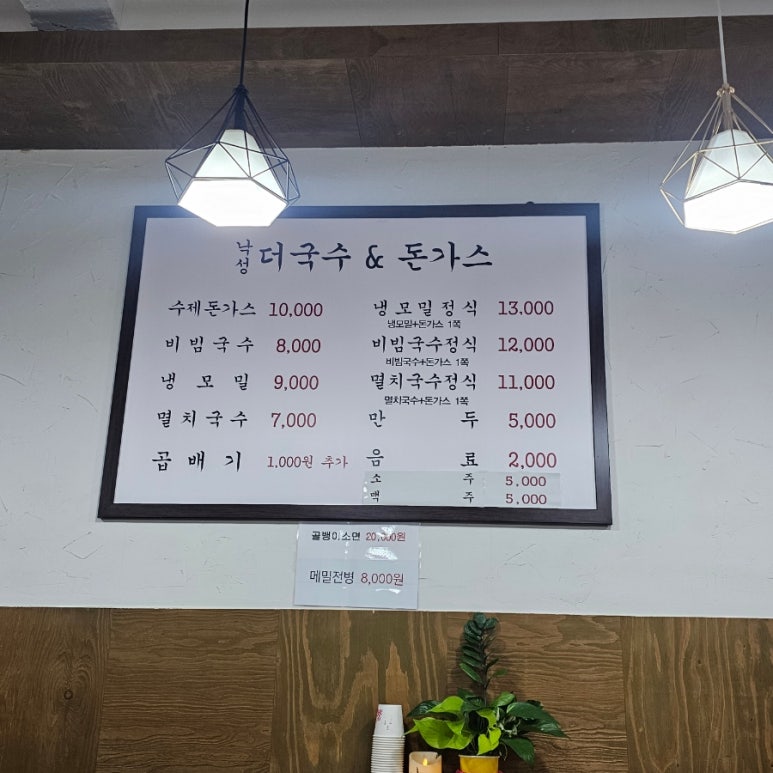 낙성 더국수 & 돈가스
수제돈가스 10,000
비빔국수 8,000
냉모밀 9,000
멸치국수 7,000
곱배기 1,000원 추가
냉모밀정식 13,000
냉모밀+돈가스 1쪽
비빔국수정식 12,000
비빔국수+돈가스 1쪽
멸치국수정식 11,000
멸치국수+돈가스 1쪽
만두 5,000
음료 2,000
소주 5,000
맥주 5,000
골뱅이소면 20,000원
메밀전병 8,000원